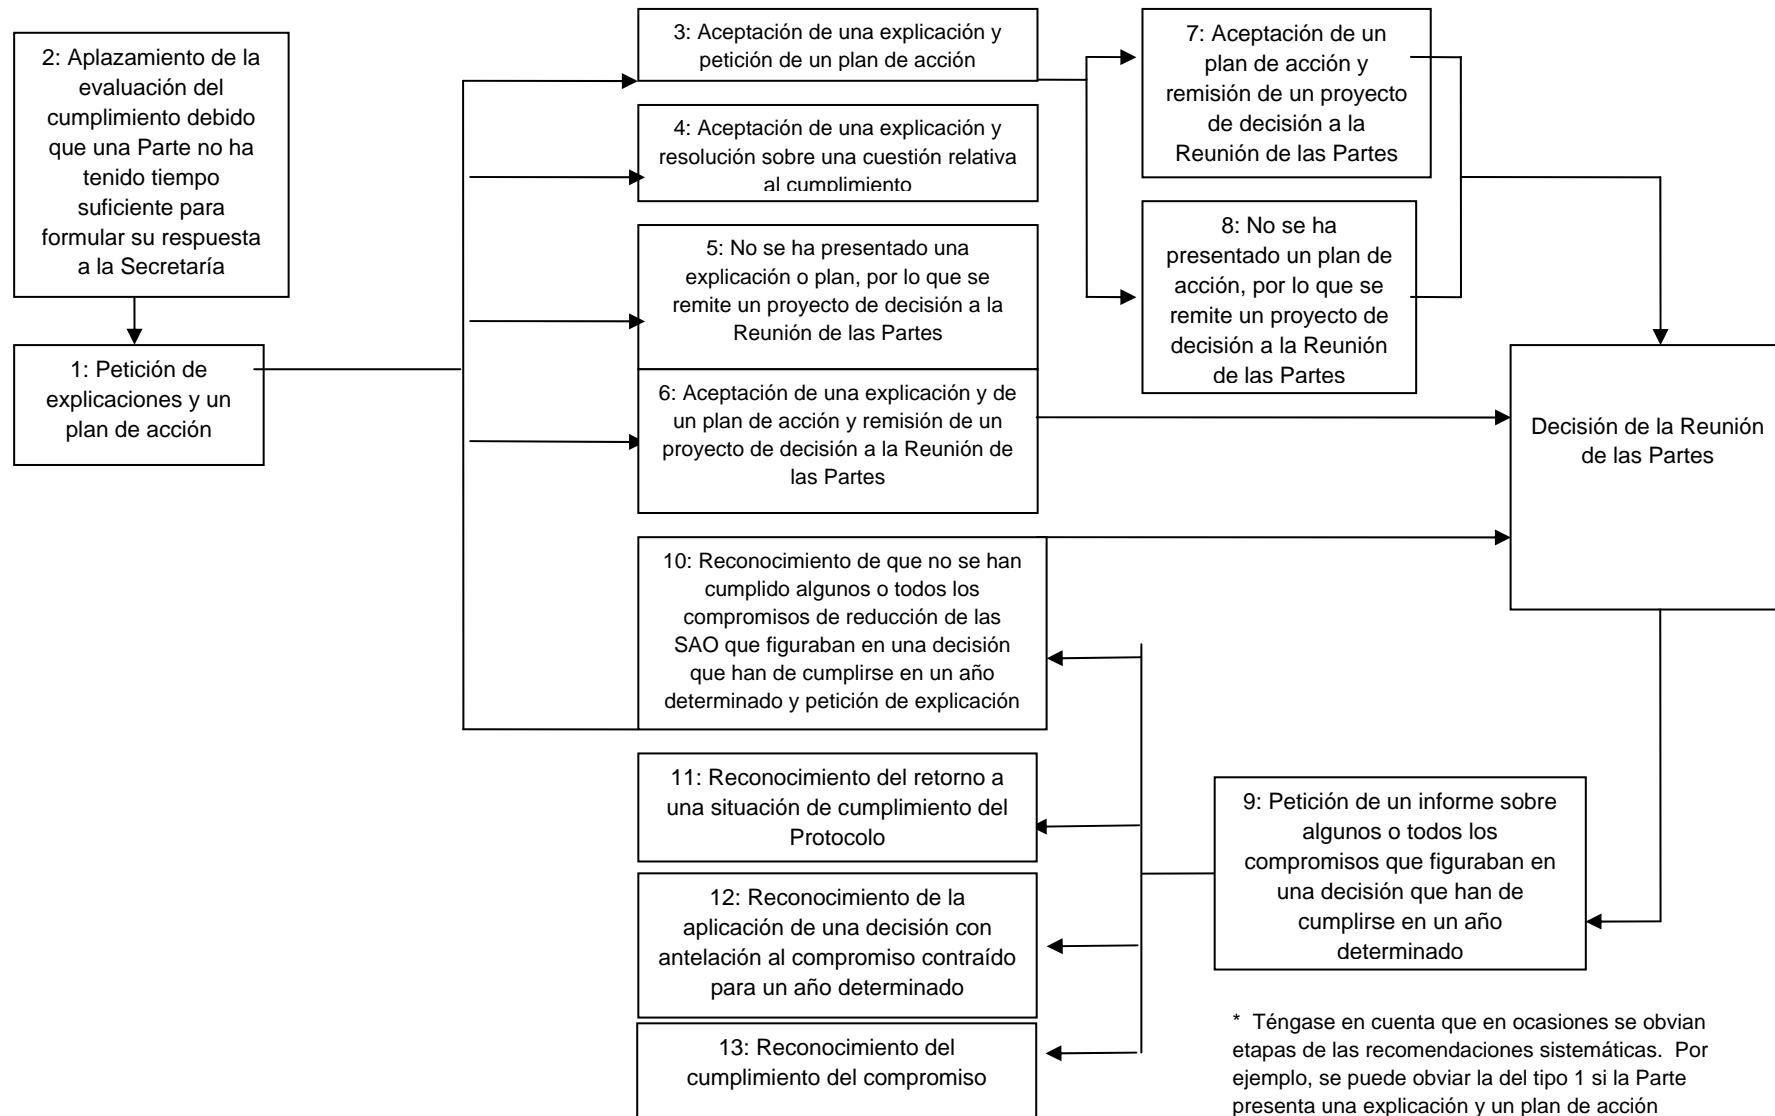 2: Aplazamiento de la
evaluación del
cumplimiento debido
que una Parte no ha
tenido tiempo
suficiente para
formular su respuesta
a la Secretaría
1: Petición de
explicaciones y un
plan de acción
3: Aceptación de una explicación y
petición de un plan de acción
4: Aceptación de una explicación y
resolución sobre una cuestión relativa
al cumplimiento
5: No se ha presentado una
explicación o plan, por lo que se
remite un proyecto de decisión a la
Reunión de las Partes
6: Aceptación de una explicación y de
un plan de acción y remisión de un
proyecto de decisión a la Reunión de
las Partes
7: Aceptación de un
plan de acción y
remisión de un proyecto
de decisión a la
Reunión de las Partes
8: No se ha
presentado un plan de
acción, por lo que se
remite un proyecto de
decisión a la Reunión
de las Partes
Decisión de la Reunión
de las Partes
10: Reconocimiento de que no se han
cumplido algunos o todos los
compromisos de reducción de las
SAO que figuraban en una decisión
que han de cumplirse en un año
determinado y petición de explicación
11: Reconocimiento del retorno a
una situación de cumplimiento del
Protocolo
12: Reconocimiento de la
aplicación de una decisión con
antelación al compromiso contraído
para un año determinado
13: Reconocimiento del
cumplimiento del compromiso
9: Petición de un informe sobre
algunos o todos los
compromisos que figuraban en
una decisión que han de
cumplirse en un año
determinado
* Téngase en cuenta que en ocasiones se obvian
etapas de las recomendaciones sistemáticas. Por
ejemplo, se puede obviar la del tipo 1 si la Parte
presenta una explicación y un plan de acción